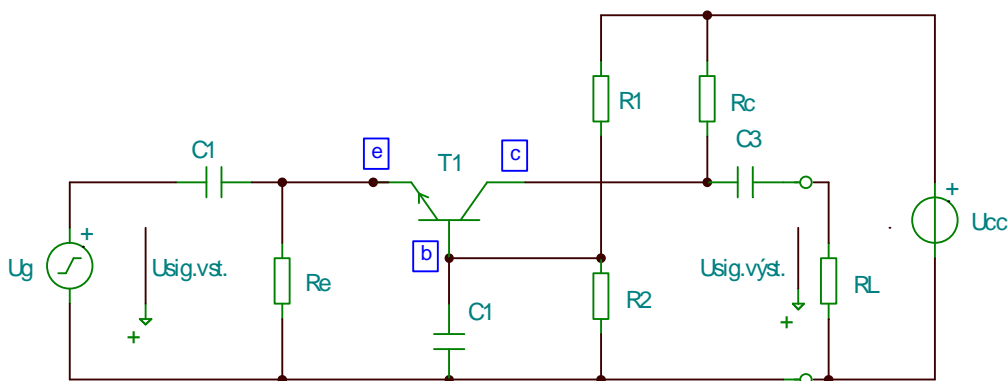 R1
Rc
C3
C1
e
T1
c
+
+
Ucc
b
Ug
Usig.vst.
Re
R2
Usig.výst.
RL
C1
+
+